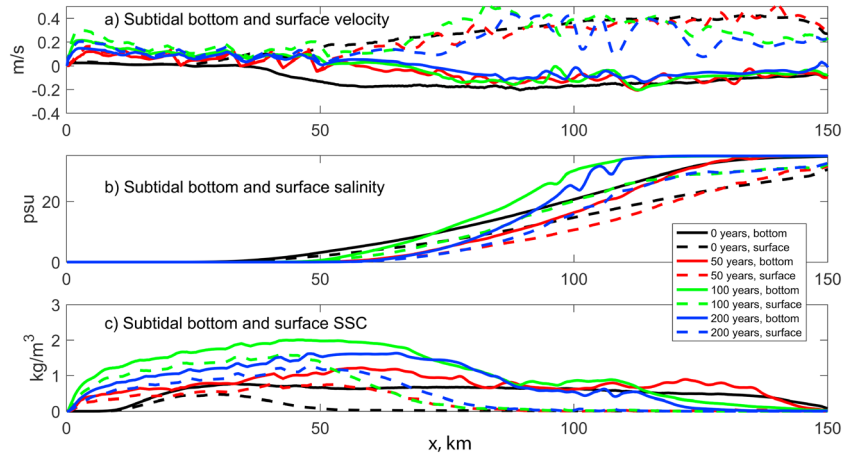 a) Subtidal bottom and surface velocity
m/s
0.4
0.2
0
-0.2
-0.4
0
50
100
150
b) Subtidal bottom and surface salinity
psu
20
0
0
50
100
150
0 years, bottom
0 years, surface
50 years, bottom
50 years, surface
100 years, bottom
100 years, surface
200 years, bottom
200 years, surface
c) Subtidal bottom and surface SSC
kg/m³
3
2
1
0
0
50
100
150
x, km